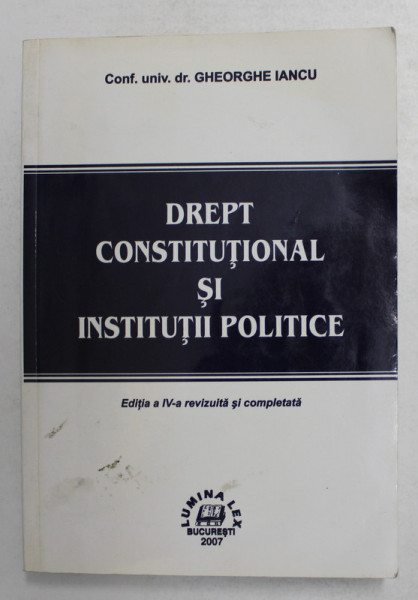 Conf. univ. dr. GHEORGHE IANCU
DREPT
CONSTITUȚIONAL
ȘI
INSTITUȚII POLITICE
Ediția a IV-a revizuită și completată
LUMINA LEX
BUCUREȘTI
2007